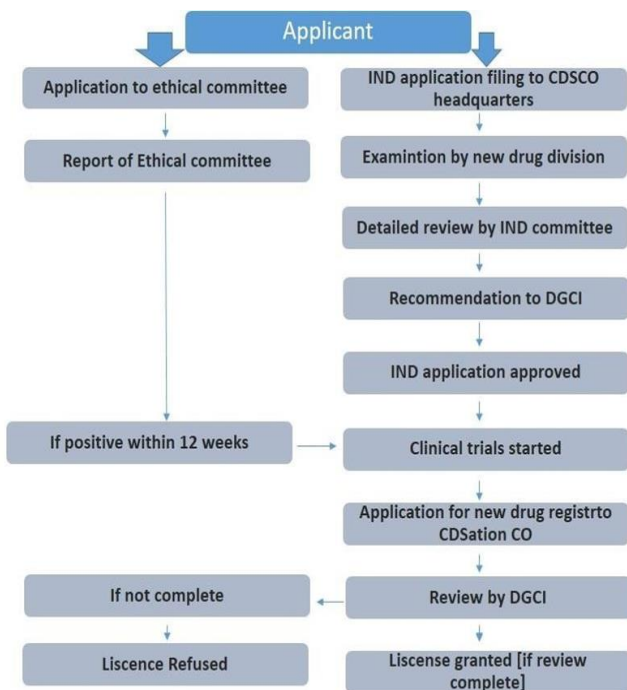 Applicant
Application to ethical committee
IND application filing to CDSCO
headquarters
Report of Ethical committee
Examintion by new drug division
Detailed review by IND committee
Recommendation to DGCI
IND application approved
If positive within 12 weeks
Clinical trials started
Application for new drug registrto
CDSation CO
If not complete
Review by DGCI
Liscence Refused
Liscense granted [if review
complete]